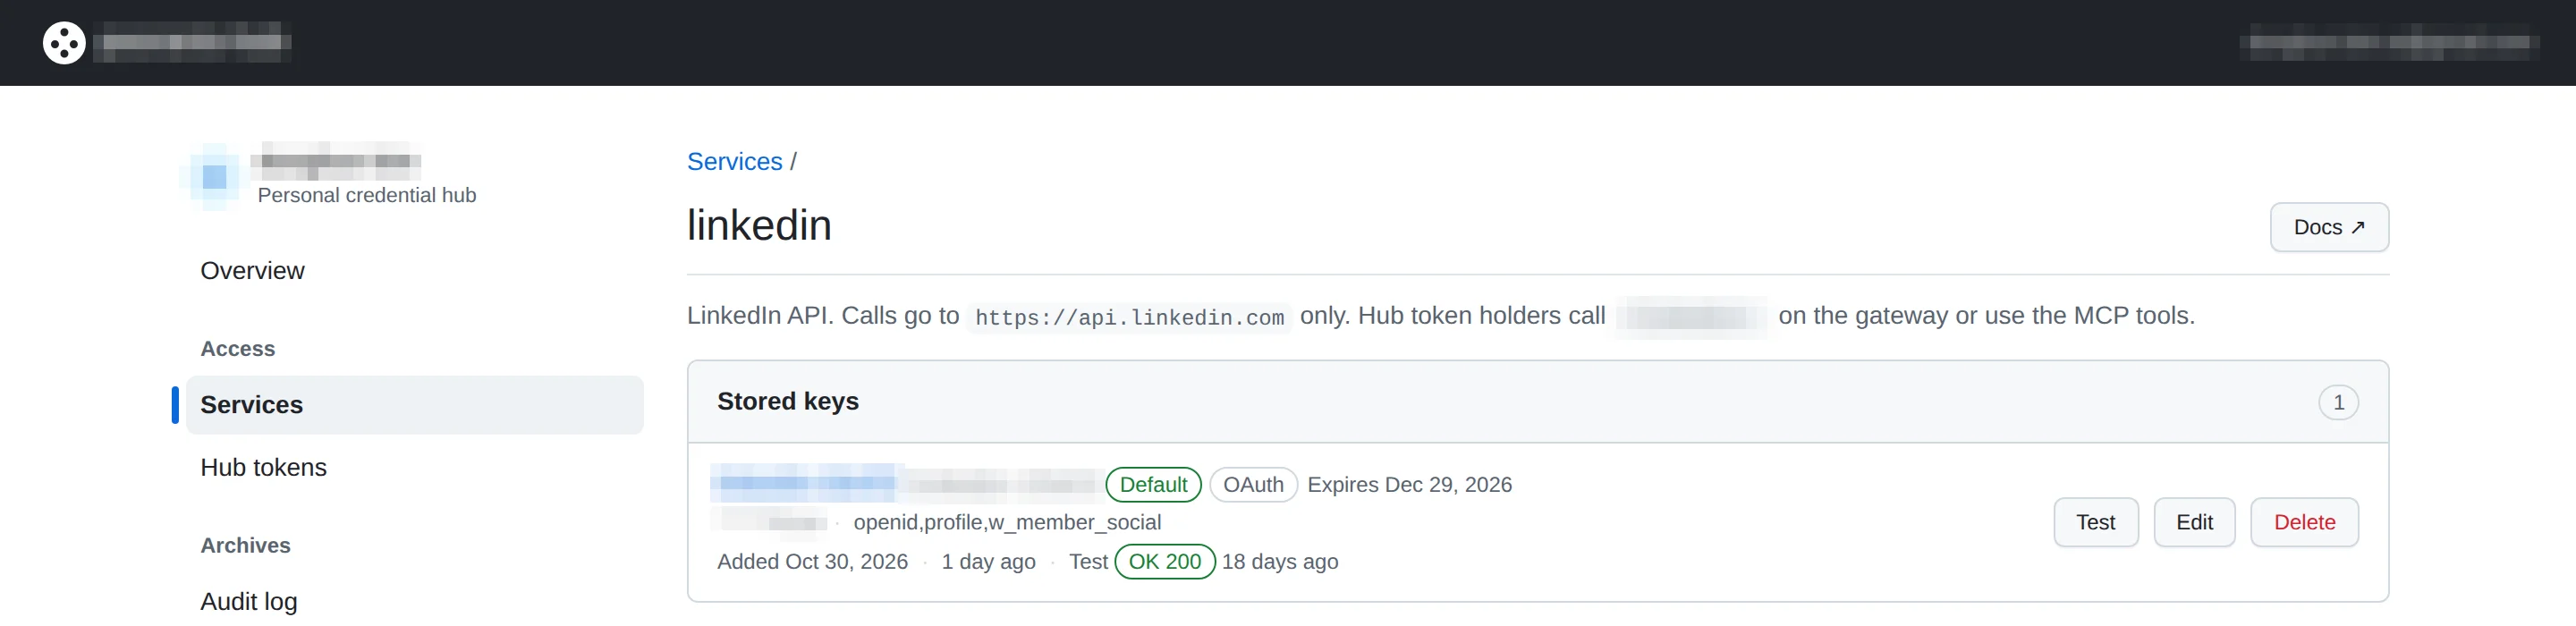 Personal credential hub
Overview
Access
Services
Hub tokens
Archives
Audit log
Services /
linkedin
Docs ↗
LinkedIn API. Calls go to https://api.linkedin.com only. Hub token holders call on the gateway or use the MCP tools.
Stored keys 1
Default OAuth Expires Dec 29, 2026
· openid,profile,w_member_social
Added Oct 30, 2026 · 1 day ago · Test OK 200 18 days ago
Test Edit Delete